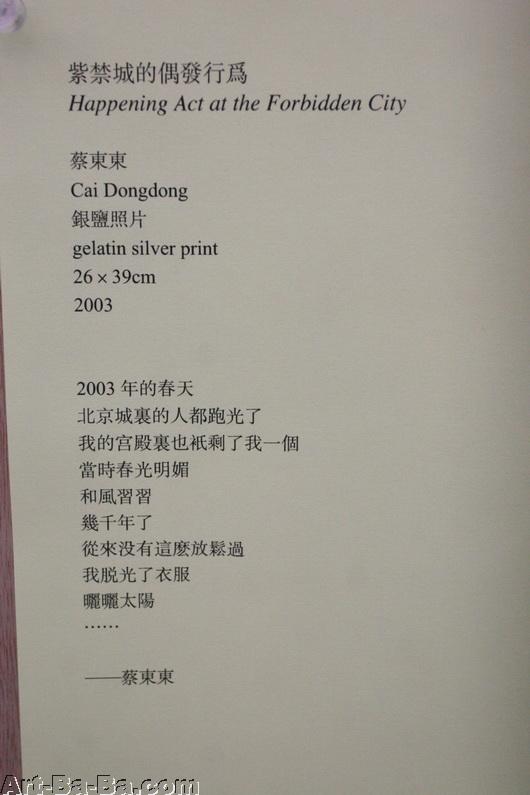 紫禁城的偶發行爲
Happening Act at the Forbidden City
蔡東東
Cai Dongdong
銀鹽照片
gelatin silver print
26 × 39cm
2003
2003 年的春天
北京城裏的人都跑光了
我的宮殿裏也衹剩了我一個
當時春光明媚
和風習習
幾千年了
從來没有這麽放鬆過
我脱光了衣服
曬曬太陽
……
——蔡東東
Art-Ba-Ba.com